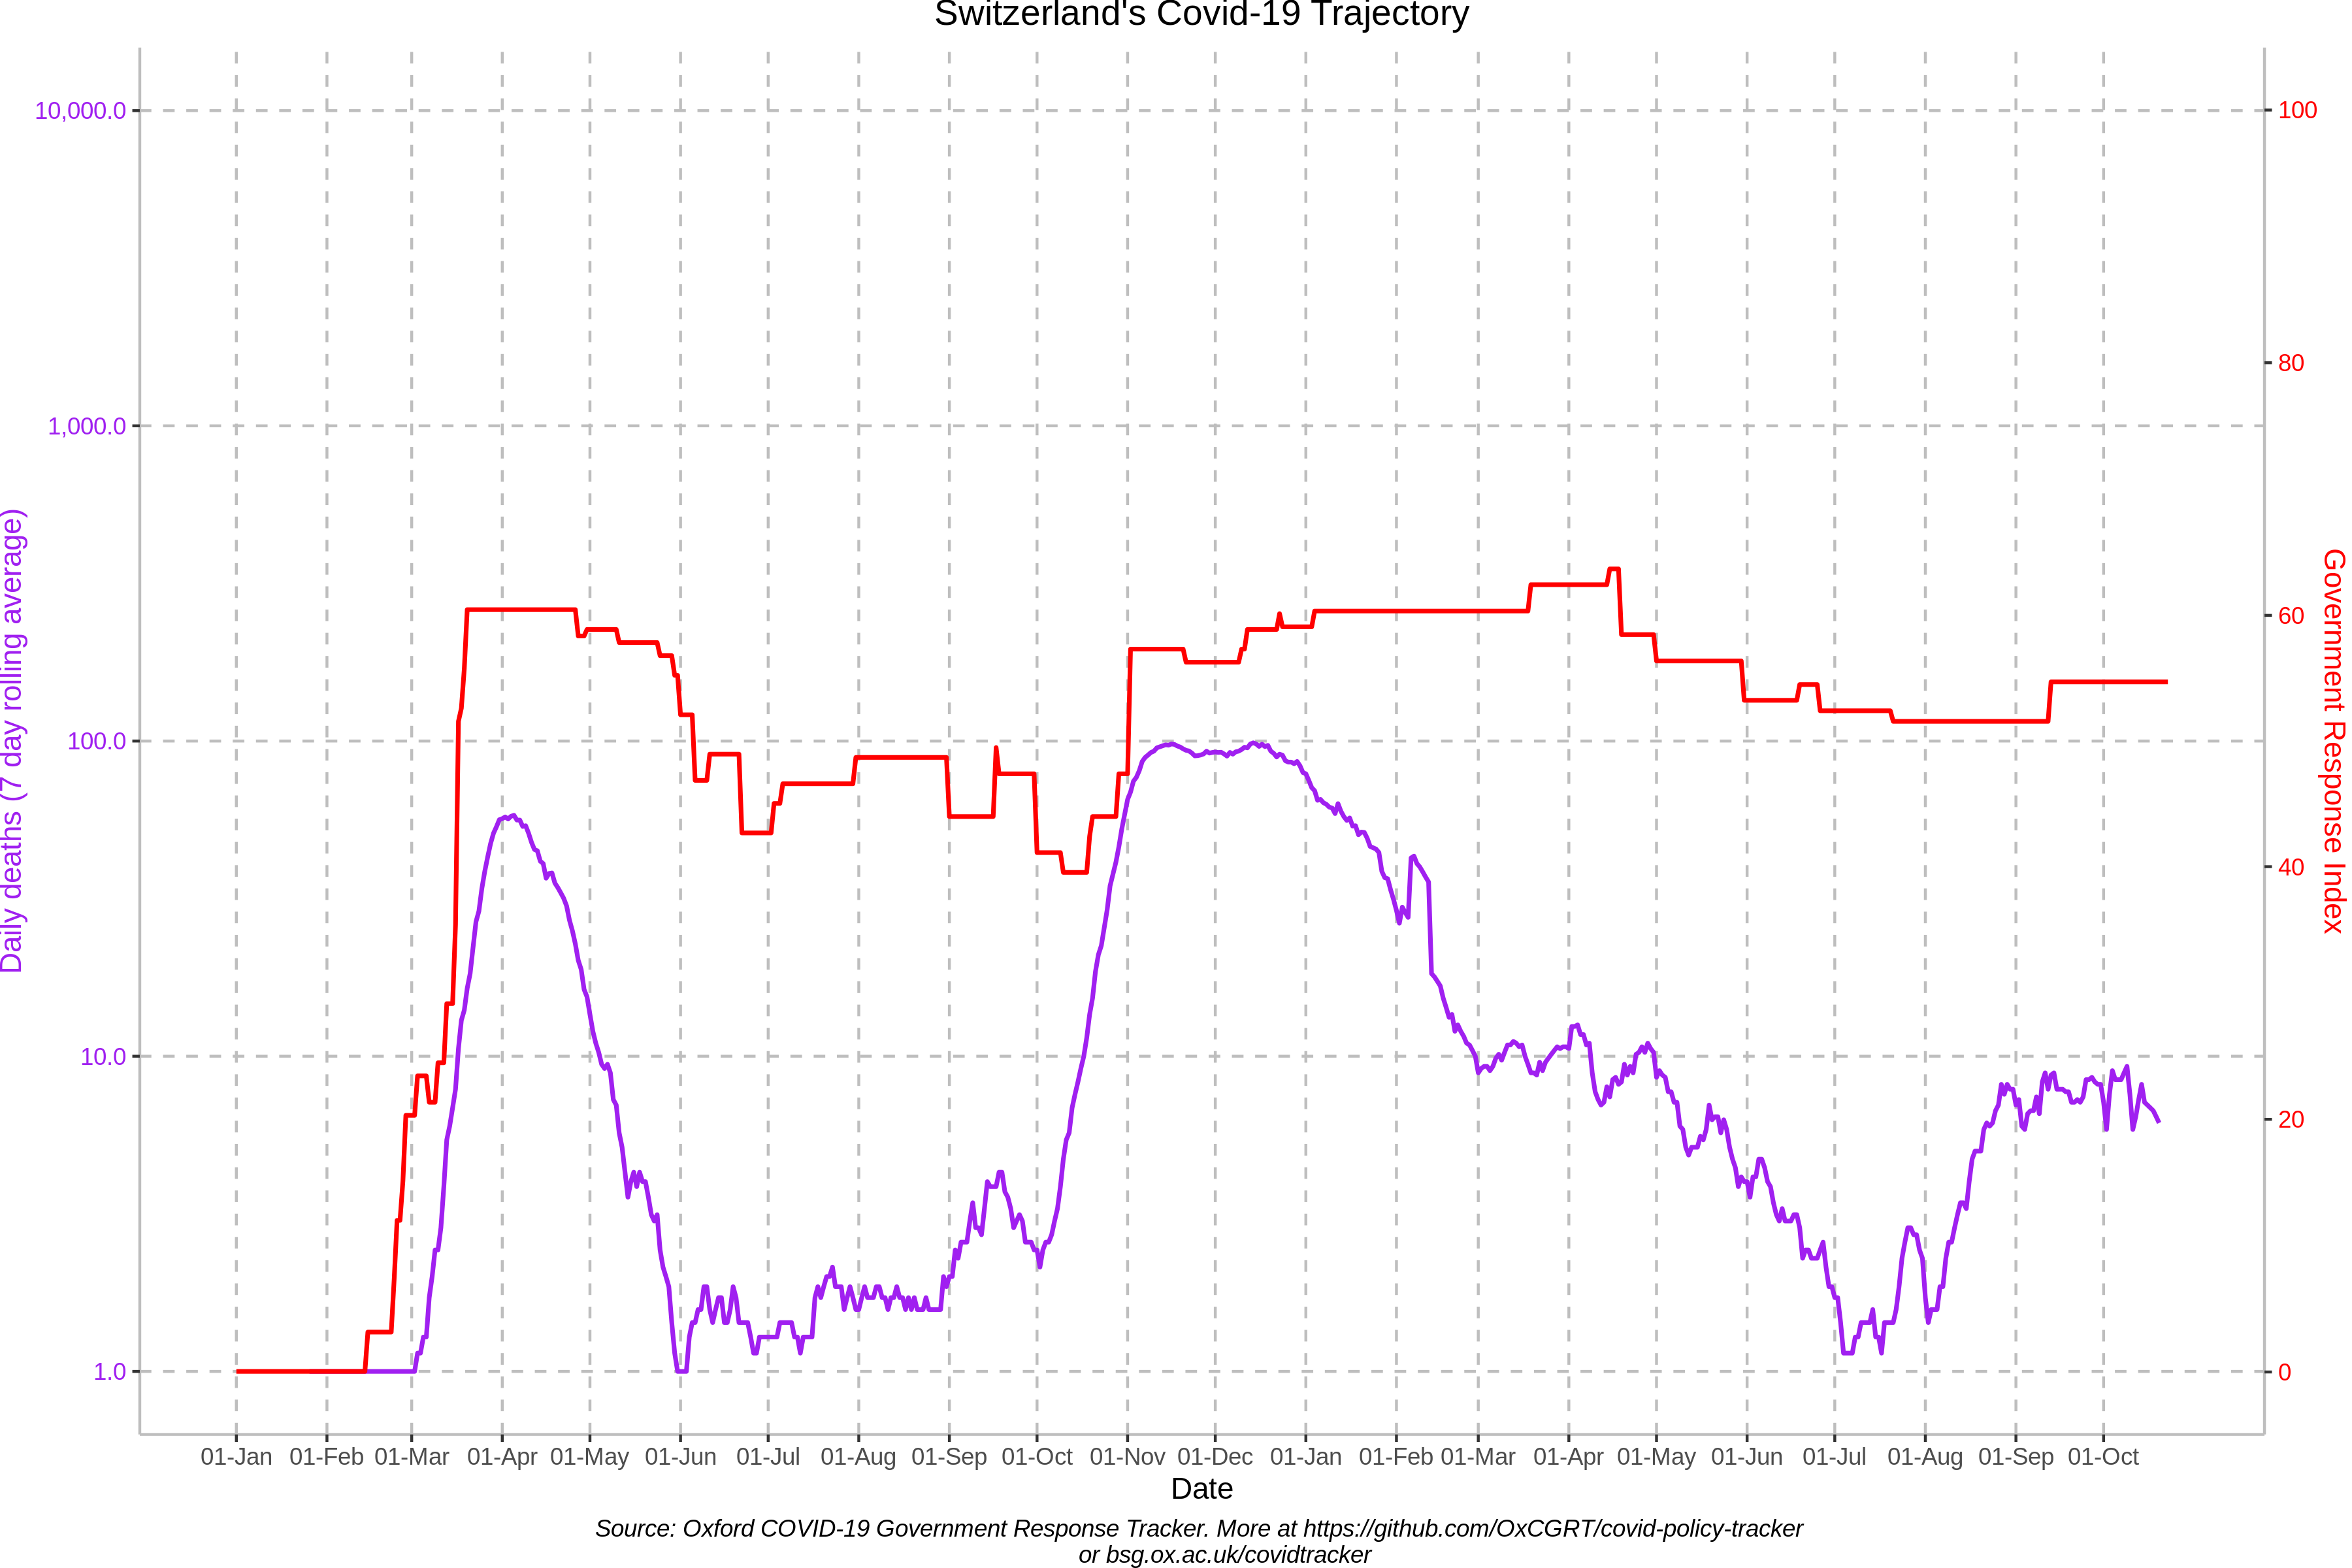 Switzerland's Covid-19 Trajectory
10,000.0
1,000.0
100.0
10.0
1.0
Daily deaths (7 day rolling average)
100
80
60
40
20
0
Government Response Index
01-Jan 01-Feb 01-Mar 01-Apr 01-May 01-Jun 01-Jul 01-Aug 01-Sep 01-Oct 01-Nov 01-Dec 01-Jan 01-Feb 01-Mar 01-Apr 01-May 01-Jun 01-Jul 01-Aug 01-Sep 01-Oct
Date
Source: Oxford COVID-19 Government Response Tracker. More at https://github.com/OxCGRT/covid-policy-tracker
or bsg.ox.ac.uk/covidtracker